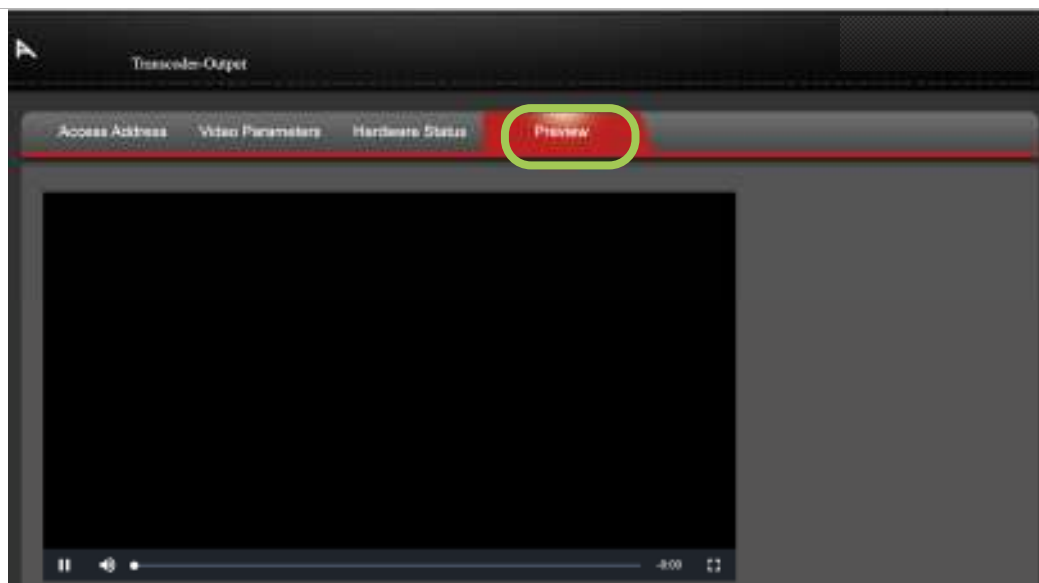 Transcoder-Output
Access Address Video Parameters Hardware Status Preview
-0:00